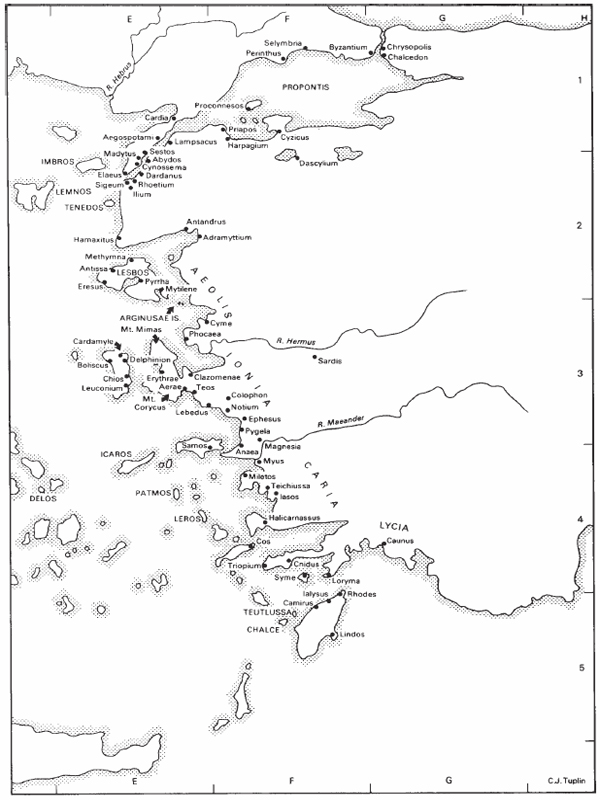 E F G H
Selymbria
Byzantium
Chrysopolis
Perinthus
Chalcedon
R. Hebrus
1
PROPONTIS
Proconnesos
Cardia
Priapos
Aegospotami
Lampsacus
Cyzicus
Harpagium
Madytus
Sestos
Abydos
IMBROS
Cynossema
Dascylium
Elaeus
Dardanus
Sigeum
Rhoetium
LEMNOS
Ilium
TENEDOS
Antandrus
2
Hamaxitus
Adramyttium
Methymna
Antissa
LESBOS
AEOLIS
Eresus
Pyrrha
Mytilene
ARGINUSAE IS.
Cyme
Mt. Mimas
Phocaea
Cardamyle
R. Hermus
IONIA
Boliscus
Delphinion
Sardis
3
Chios
Erythrae
Clazomenae
Leuconium
Aerae
Teos
Colophon
Mt.
Corycus
Lebedus
Notium
Ephesus
R. Maeander
Pygela
Samos
Magnesia
ICAROS
Anaea
Myus
CARIA
Miletos
DELOS
PATMOS
Teichiussa
Iasos
LEROS
4
Halicarnassus
LYCIA
Cos
Caunus
Triopium
Cnidus
Syme
Loryma
Ialysus
Rhodes
TEUTLUSSA
Camirus
CHALCE
Lindos
5
E F G C.J. Tuplin